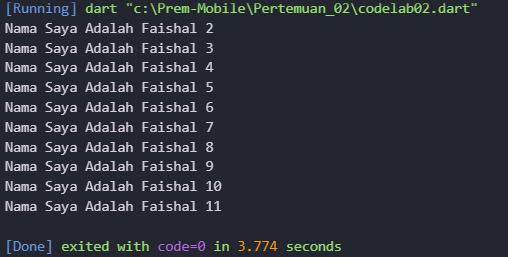 [Running] dart "c:\Prem-Mobile\Pertemuan_02\codelab02.dart"
Nama Saya Adalah Faishal 2
Nama Saya Adalah Faishal 3
Nama Saya Adalah Faishal 4
Nama Saya Adalah Faishal 5
Nama Saya Adalah Faishal 6
Nama Saya Adalah Faishal 7
Nama Saya Adalah Faishal 8
Nama Saya Adalah Faishal 9
Nama Saya Adalah Faishal 10
Nama Saya Adalah Faishal 11
[Done] exited with code=0 in 3.774 seconds